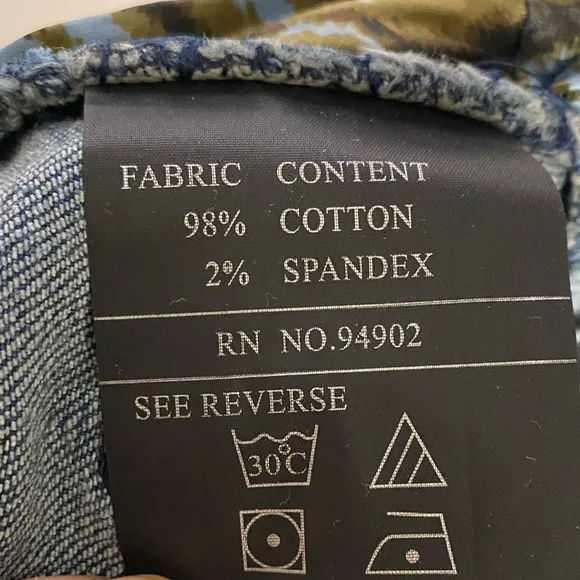 FABRIC CONTENT
98% COTTON
2% SPANDEX
RN NO.94902
SEE REVERSE
30°C